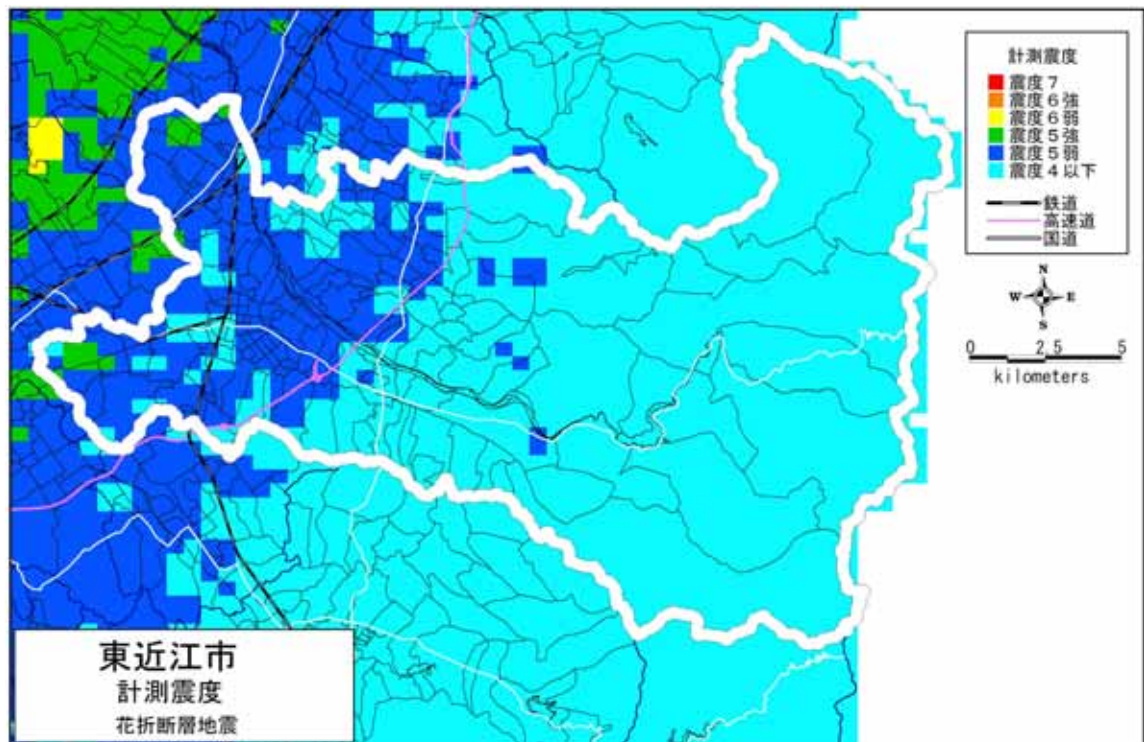 計測震度
震度7
震度6強
震度6弱
震度5強
震度5弱
震度4以下
鉄道
高速道
国道
N
W E
S
0 2.5 5
kilometers
東近江市
計測震度
花折断層地震